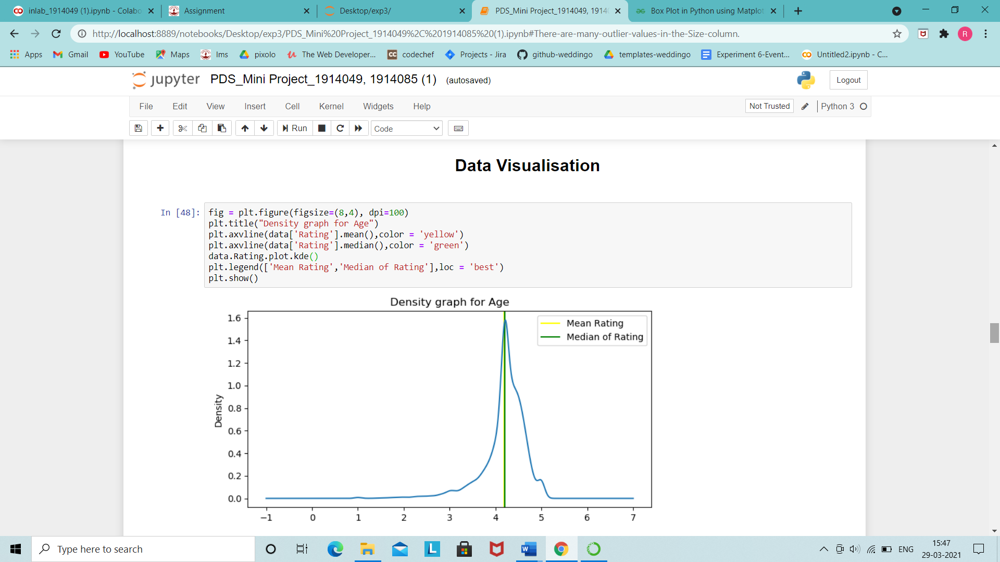 inlab_1914049 (1).ipynb - Colabo
Assignment
Desktop/exp3/
PDS_Mini Project_1914049, 1914
Box Plot in Python using Matplot
http://localhost:8889/notebooks/Desktop/exp3/PDS_Mini%20Project_1914049%2C%201914085%20(1).ipynb#There-are-many-outlier-values-in-the-Size-column.
R
Apps
Gmail
YouTube
Maps
lms
pixolo
The Web Developer...
CC
codechef
Projects - Jira
github-weddingo
templates-weddingo
Experiment 6-Event...
Untitled2.ipynb - C...
jupyter
PDS_Mini Project_1914049, 1914085 (1)
(autosaved)
Logout
File
Edit
View
Insert
Cell
Kernel
Widgets
Help
Not Trusted
Python 3
Run
Code
Data Visualisation
In [48]:
fig = plt.figure(figsize=(8,4), dpi=100)
plt.title("Density graph for Age")
plt.axvline(data['Rating'].mean(),color = 'yellow')
plt.axvline(data['Rating'].median(),color = 'green')
data.Rating.plot.kde()
plt.legend(['Mean Rating','Median of Rating'],loc = 'best')
plt.show()
Density graph for Age
Mean Rating
Median of Rating
1.6
1.4
1.2
1.0
0.8
0.6
0.4
0.2
0.0
Density
−1
0
1
2
3
4
5
6
7
Type here to search
L
W
ENG
15:47
29-03-2021